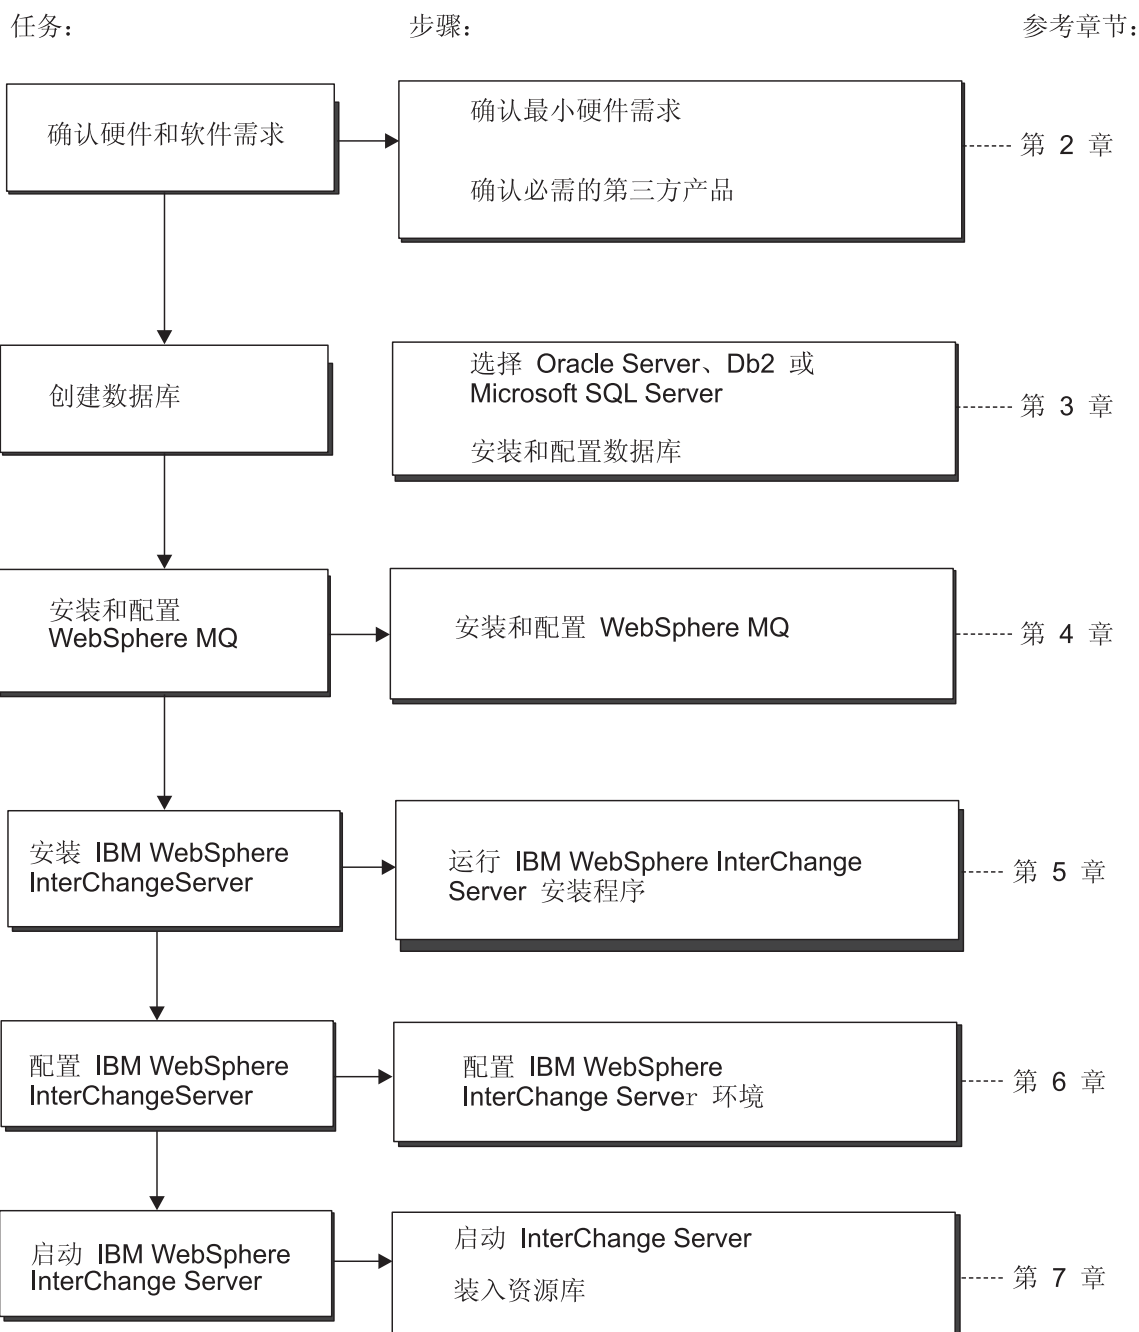 任务： 步骤： 参考章节：
确认硬件和软件需求
确认最小硬件需求
确认必需的第三方产品
第 2 章
创建数据库
选择 Oracle Server、Db2 或
Microsoft SQL Server
安装和配置数据库
第 3 章
安装和配置
WebSphere MQ
安装和配置 WebSphere MQ
第 4 章
安装 IBM WebSphere
InterChangeServer
运行 IBM WebSphere InterChange
Server 安装程序
第 5 章
配置 IBM WebSphere
InterChangeServer
配置 IBM WebSphere
InterChange Server 环境
第 6 章
启动 IBM WebSphere
InterChange Server
启动 InterChange Server
装入资源库
第 7 章